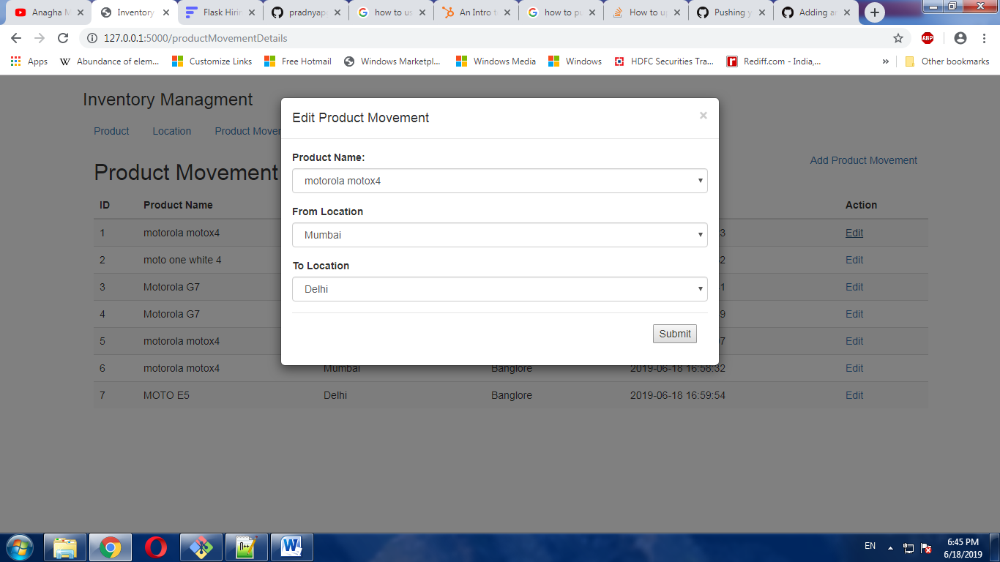 Anagha M
Inventory
Flask Hirin
pradnyap
how to us
An Intro t
how to pu
How to up
Pushing y
Adding an
127.0.0.1:5000/productMovementDetails
ABP
Apps
Abundance of elem...
Customize Links
Free Hotmail
Windows Marketpl...
Windows Media
Windows
HDFC Securities Tra...
Rediff.com - India,...
Other bookmarks
Inventory Managment
Product Location Product Mover
Add Product Movement
Product Movement
Edit Product Movement
×
Product Name:
motorola motox4
From Location
Mumbai
To Location
Delhi
Submit
ID Product Name Action
1 motorola motox4 3 Edit
2 moto one white 4 2 Edit
3 Motorola G7 1 Edit
4 Motorola G7 9 Edit
5 motorola motox4 7 Edit
6 motorola motox4 Mumbai Banglore 2019-06-18 16:58:32 Edit
7 MOTO E5 Delhi Banglore 2019-06-18 16:59:54 Edit
EN
6:45 PM
6/18/2019